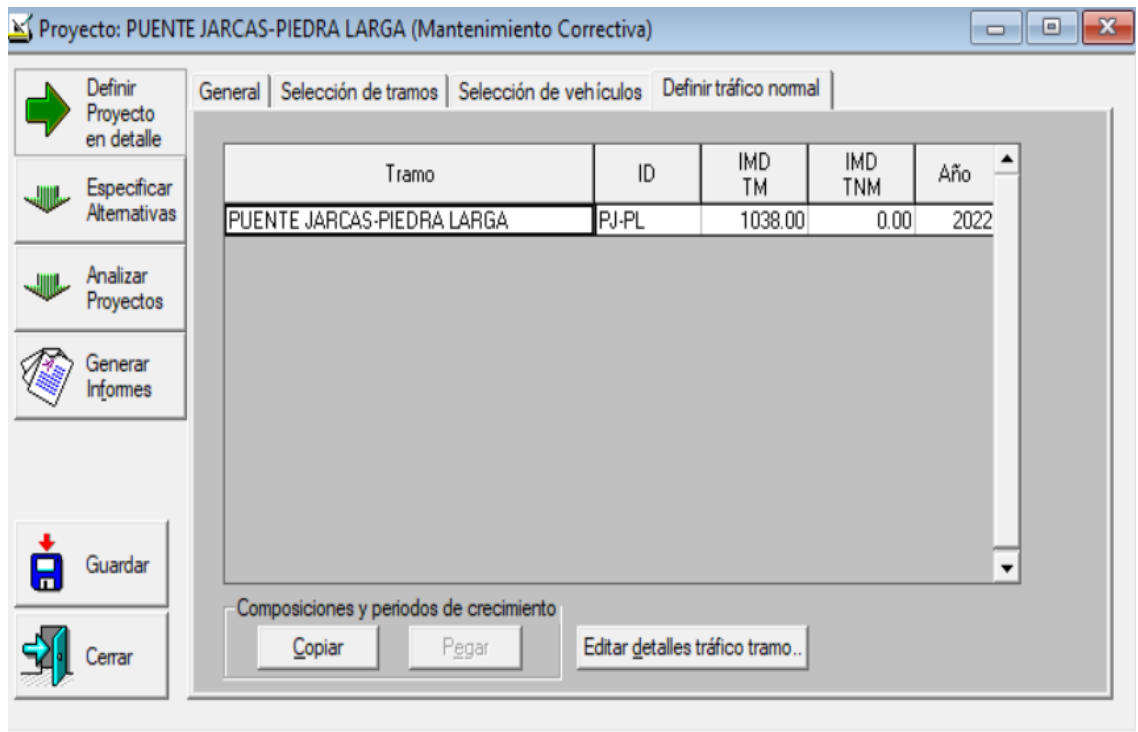 Proyecto: PUENTE JARCAS-PIEDRA LARGA (Mantenimiento Correctiva)
Definir
Proyecto
en detalle
Especificar
Alternativas
Analizar
Proyectos
Generar
Informes
Guardar
Cerrar
General Selección de tramos Selección de vehículos Definir tráfico normal
Tramo ID IMD TM IMD TNM Año
PUENTE JARCAS-PIEDRA LARGA PJ-PL 1038.00 0.00 2022
Composiciones y periodos de crecimiento
Copiar Pegar Editar detalles tráfico tramo..